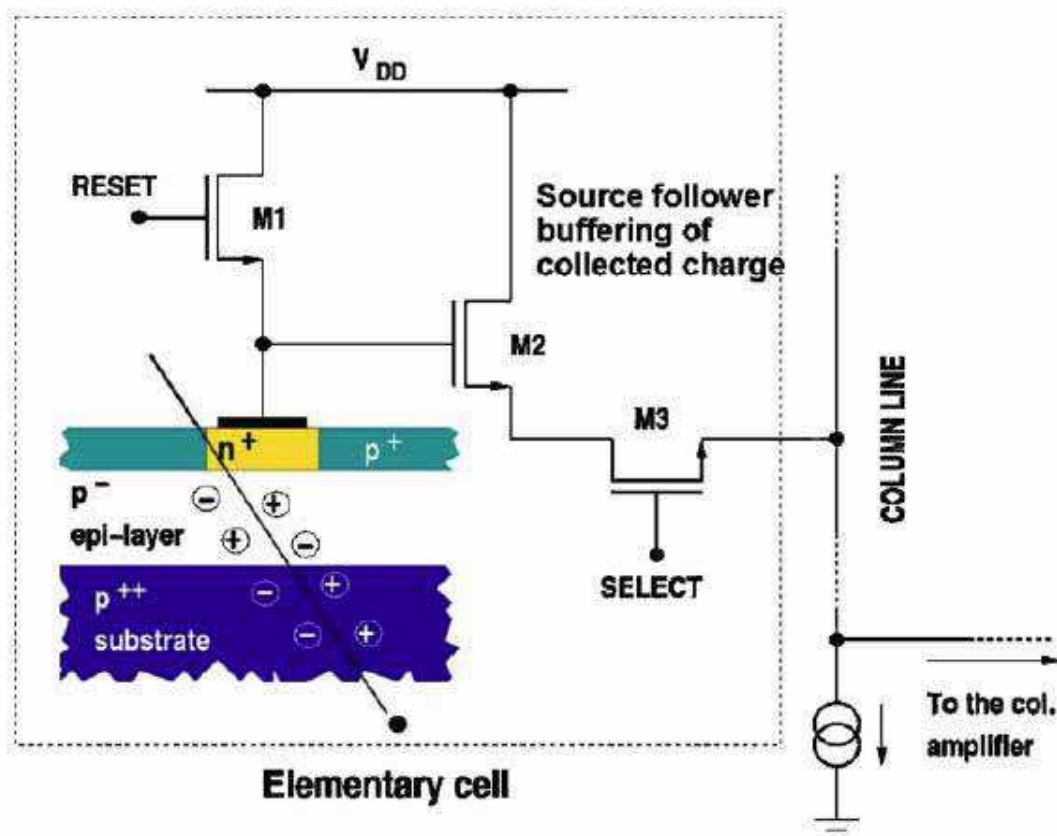 V DD
RESET
M1
Source follower
buffering of
collected charge
M2
M3
COLUMN LINE
n +
p +
p −
− +
epi−layer
+ −
SELECT
p ++
− +
substrate
− +
To the col.
amplifier
Elementary cell